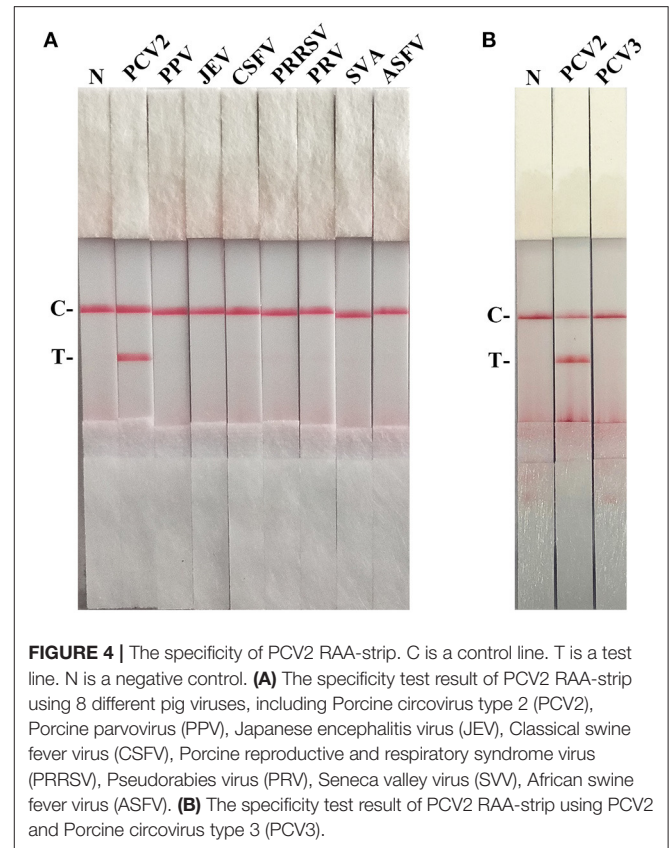 A
N PCV2 PPV JEV CSFV PRRSV PRV SVA ASFV
C-
T-
B
N PCV2 PCV3
C-
T-
FIGURE 4 | The specificity of PCV2 RAA-strip. C is a control line. T is a test
line. N is a negative control. (A) The specificity test result of PCV2 RAA-strip
using 8 different pig viruses, including Porcine circovirus type 2 (PCV2),
Porcine parvovirus (PPV), Japanese encephalitis virus (JEV), Classical swine
fever virus (CSFV), Porcine reproductive and respiratory syndrome virus
(PRRSV), Pseudorabies virus (PRV), Seneca valley virus (SVV), African swine
fever virus (ASFV). (B) The specificity test result of PCV2 RAA-strip using PCV2
and Porcine circovirus type 3 (PCV3).